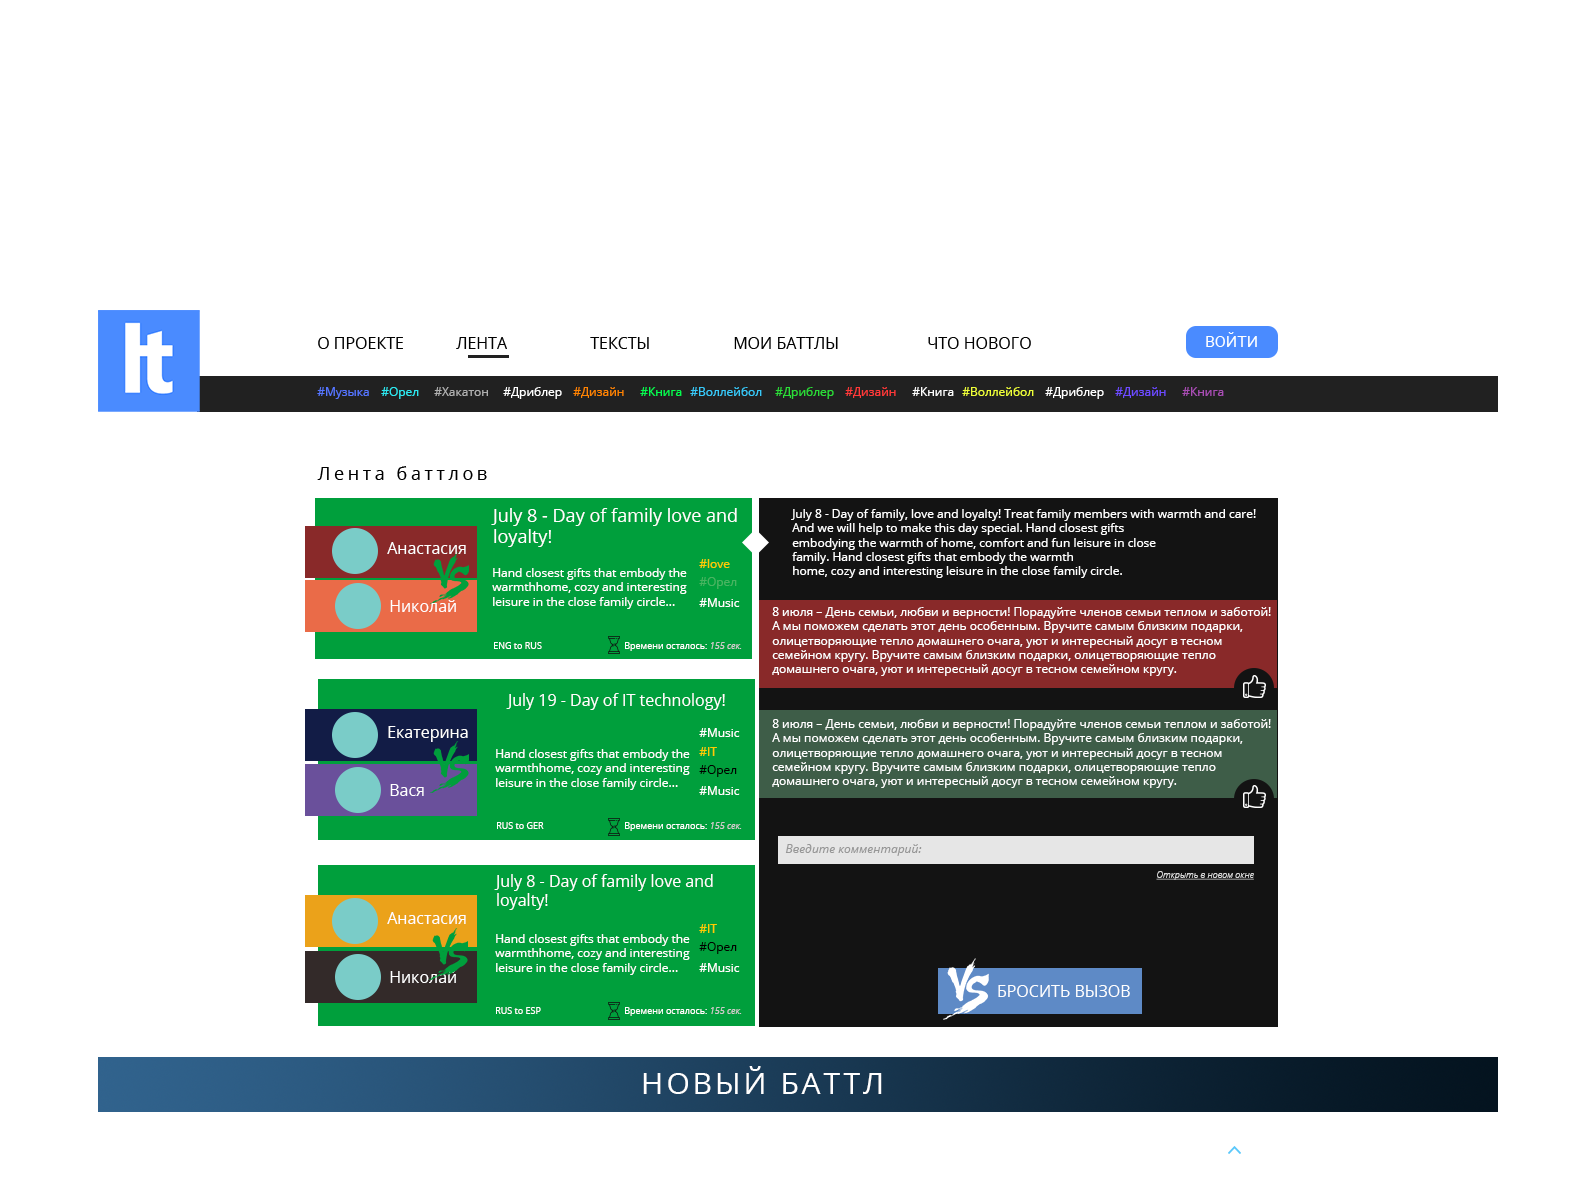 lt
О ПРОЕКТЕ ЛЕНТА ТЕКСТЫ МОИ БАТТЛЫ ЧТО НОВОГО ВОЙТИ
#Музыка #Орел #Хакатон #Дриблер #Дизайн #Книга #Воллейбол #Дриблер #Дизайн #Книга #Воллейбол #Дриблер #Дизайн #Книга
Лента баттлов
Анастасия
VS
Николай
July 8 - Day of family love and
loyalty!
Hand closest gifts that embody the
warmthhome, cozy and interesting
leisure in the close family circle...
#love
#Орел
#Music
ENG to RUS
Времени осталось: 155 сек.
Екатерина
VS
Вася
July 19 - Day of IT technology!
Hand closest gifts that embody the
warmthhome, cozy and interesting
leisure in the close family circle...
#Music
#IT
#Орел
#Music
RUS to GER
Времени осталось: 155 сек.
Анастасия
VS
Николай
July 8 - Day of family love and
loyalty!
Hand closest gifts that embody the
warmthhome, cozy and interesting
leisure in the close family circle...
#IT
#Орел
#Music
RUS to ESP
Времени осталось: 155 сек.
July 8 - Day of family, love and loyalty! Treat family members with warmth and care!
And we will help to make this day special. Hand closest gifts
embodying the warmth of home, comfort and fun leisure in close
family. Hand closest gifts that embody the warmth
home, cozy and interesting leisure in the close family circle.
8 июля – День семьи, любви и верности! Порадуйте членов семьи теплом и заботой!
А мы поможем сделать этот день особенным. Вручите самым близким подарки,
олицетворяющие тепло домашнего очага, уют и интересный досуг в тесном
семейном кругу. Вручите самым близким подарки, олицетворяющие тепло
домашнего очага, уют и интересный досуг в тесном семейном кругу.
8 июля – День семьи, любви и верности! Порадуйте членов семьи теплом и заботой!
А мы поможем сделать этот день особенным. Вручите самым близким подарки,
олицетворяющие тепло домашнего очага, уют и интересный досуг в тесном
семейном кругу. Вручите самым близким подарки, олицетворяющие тепло
домашнего очага, уют и интересный досуг в тесном семейном кругу.
Введите комментарий:
Открыть в новом окне
VS БРОСИТЬ ВЫЗОВ
НОВЫЙ БАТТЛ